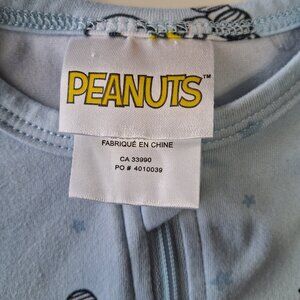 PEANUTS™
FABRIQUÉ EN CHINE
CA 33990
PO # 4010039